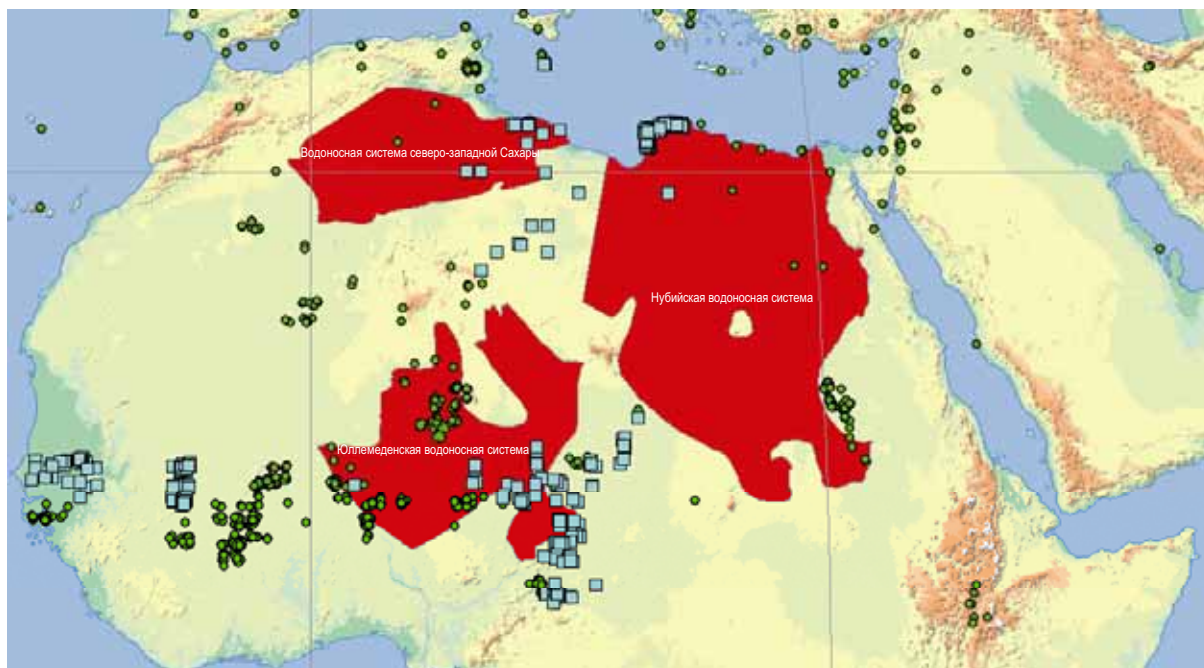 Водоносная система северо-западной Сахары
Нубийская водоносная система
Юллемеденская водоносная система